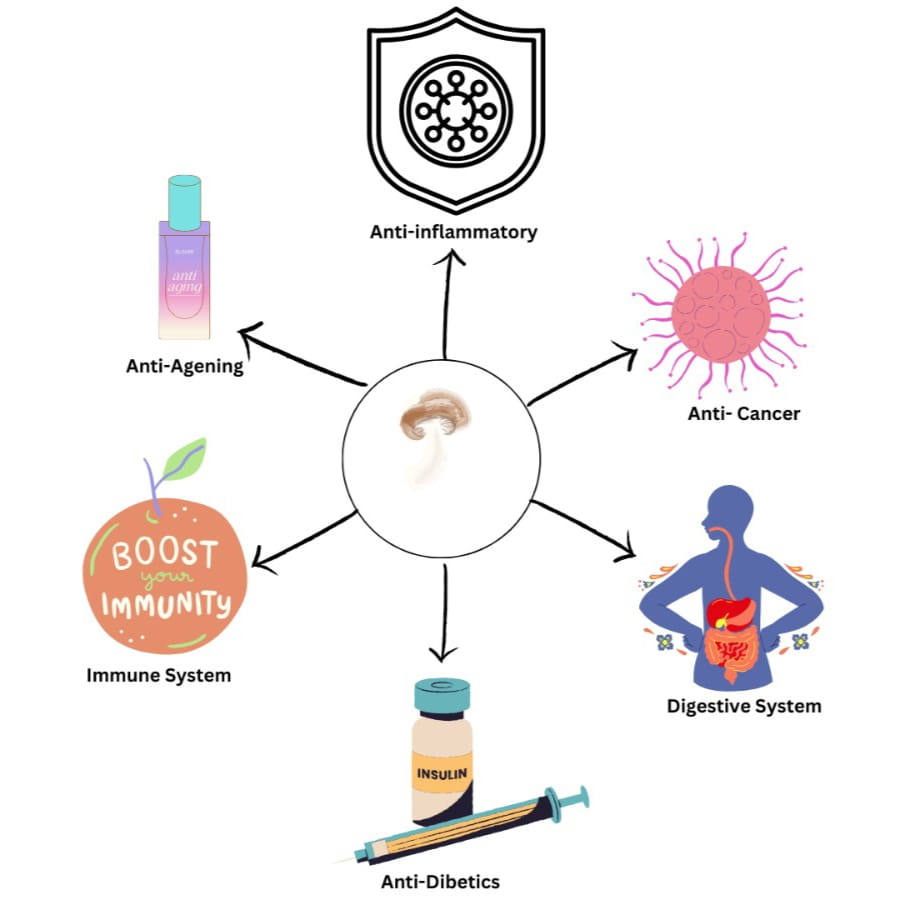 Anti-inflammatory
anti
aging
Anti-Agening
Anti- Cancer
BOOST
your
IMMUNITY
Immune System
Digestive System
INSULIN
Anti-Dibetics